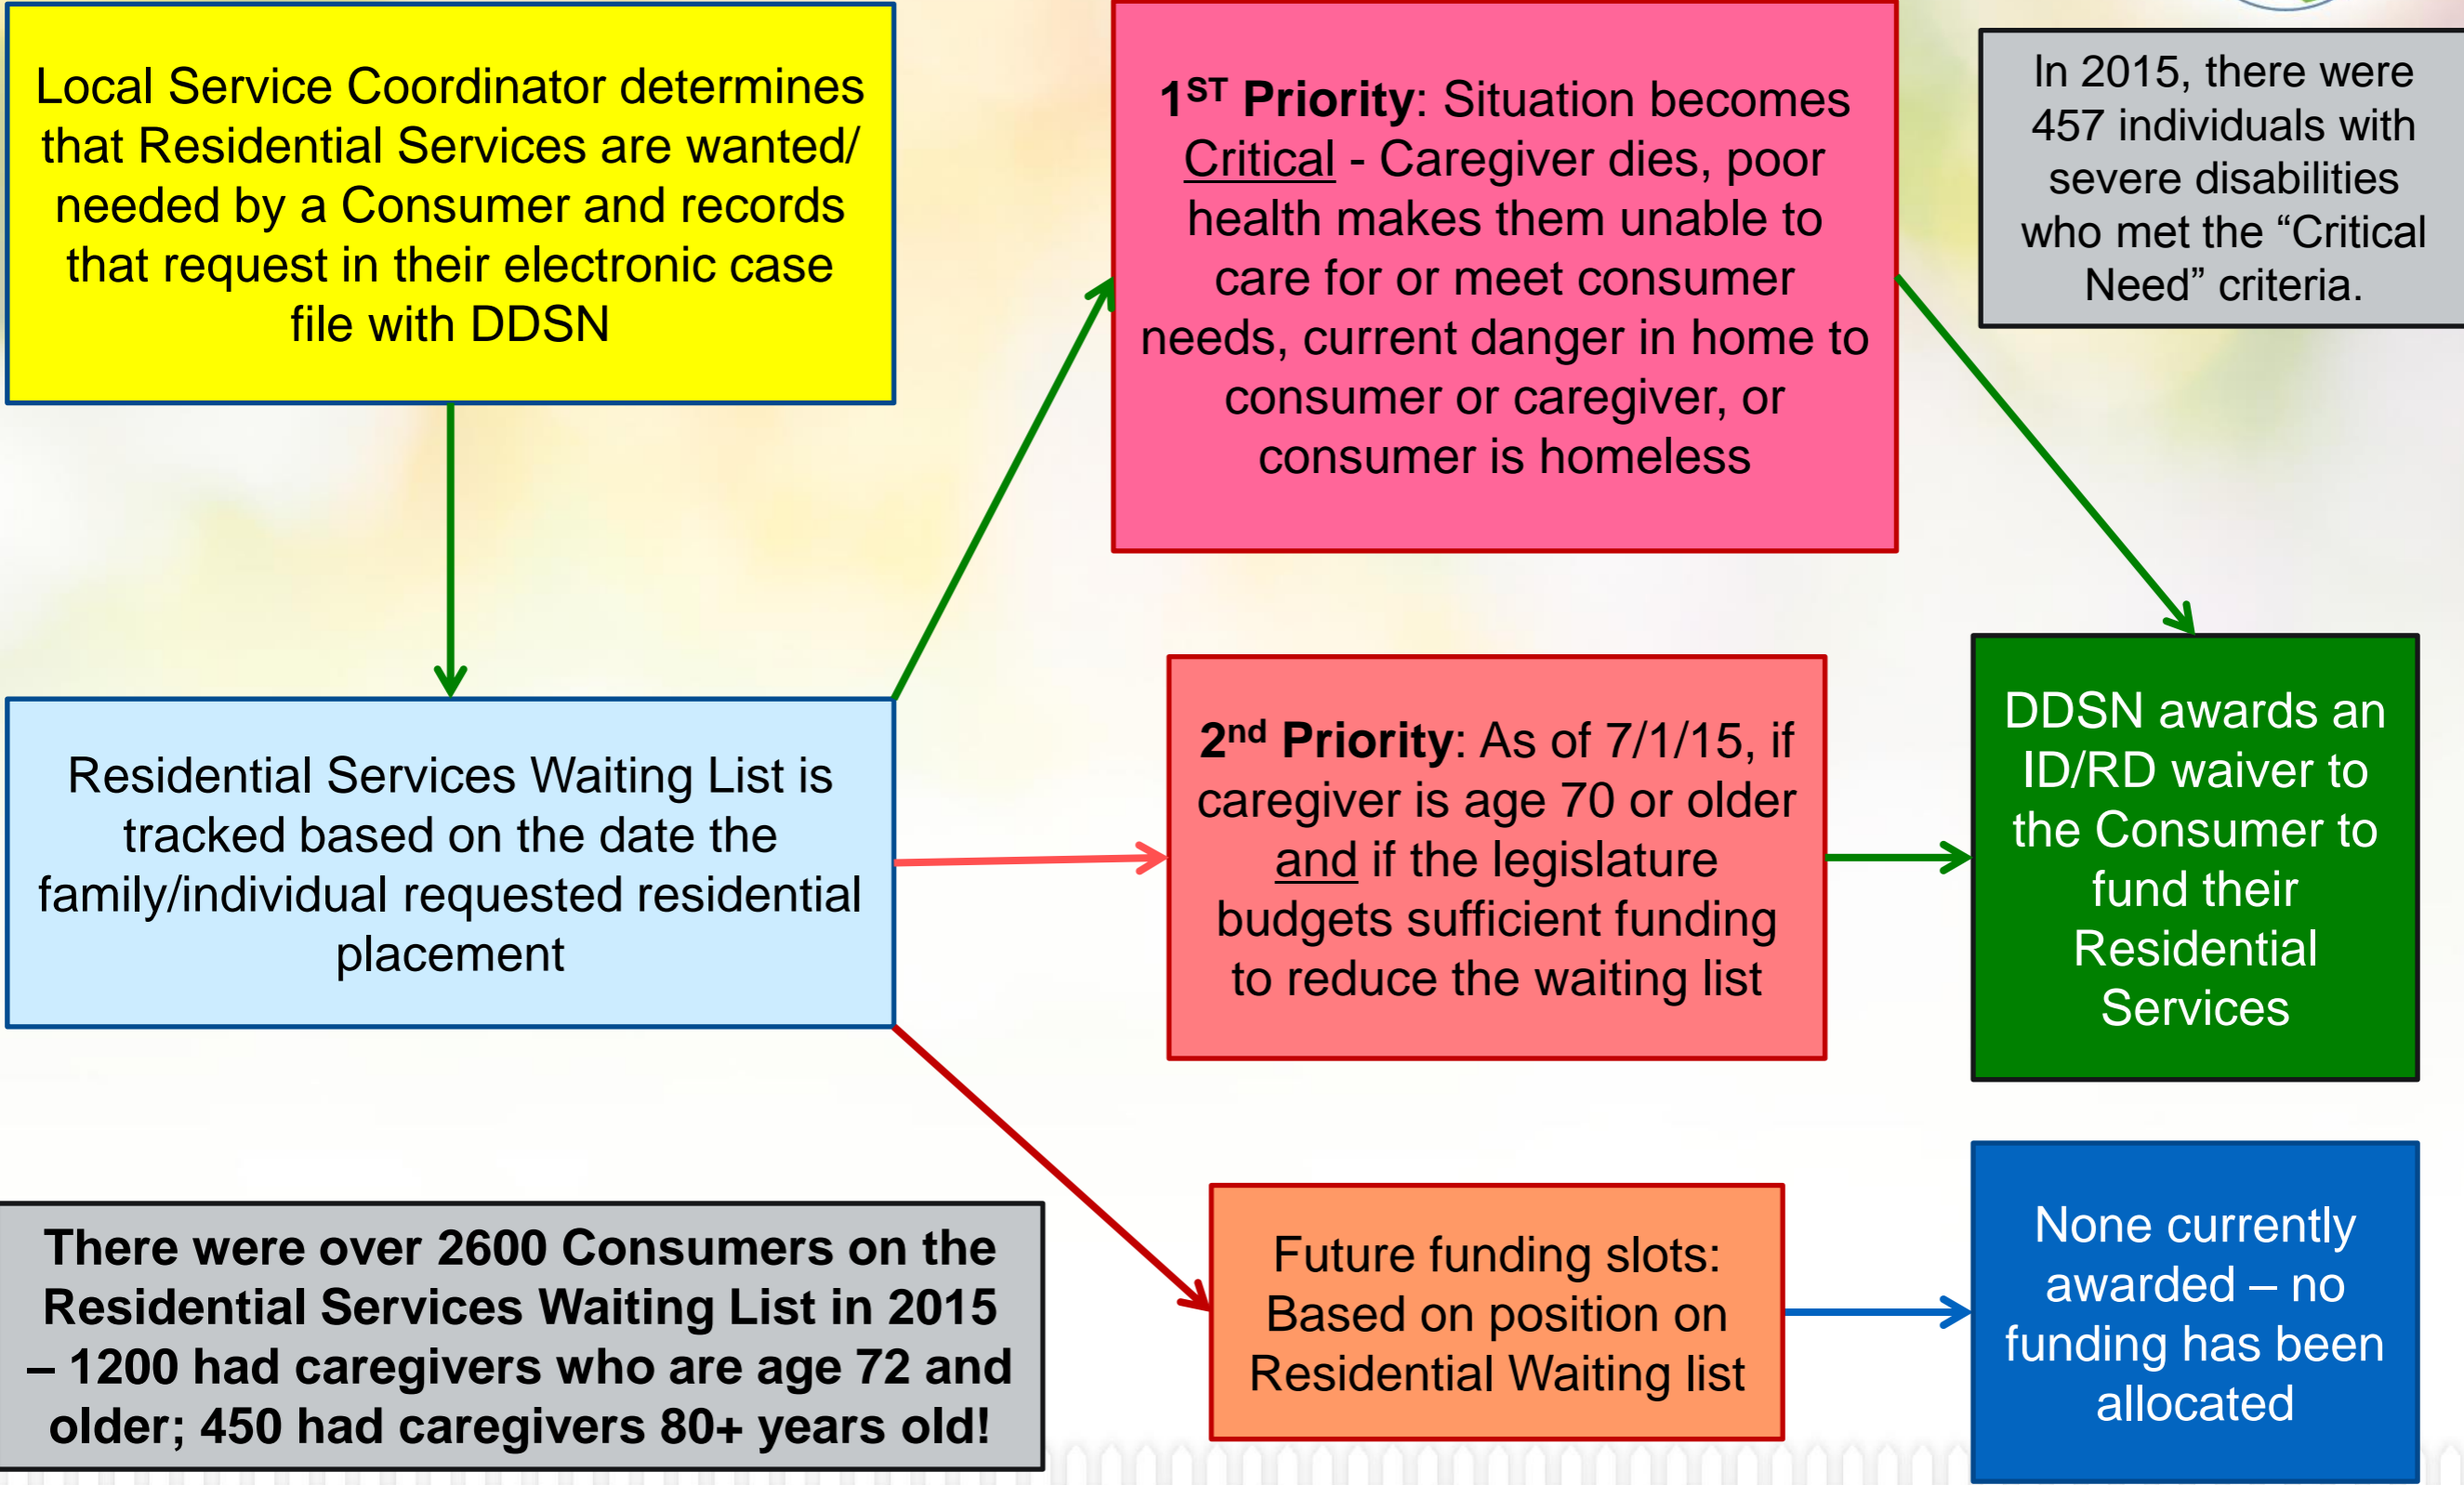 Local Service Coordinator determines
that Residential Services are wanted/
needed by a Consumer and records
that request in their electronic case
file with DDSN
1ST Priority: Situation becomes
Critical - Caregiver dies, poor
health makes them unable to
care for or meet consumer
needs, current danger in home to
consumer or caregiver, or
consumer is homeless
In 2015, there were
457 individuals with
severe disabilities
who met the “Critical
Need” criteria.
Residential Services Waiting List is
tracked based on the date the
family/individual requested residential
placement
2nd Priority: As of 7/1/15, if
caregiver is age 70 or older
and if the legislature
budgets sufficient funding
to reduce the waiting list
DDSN awards an
ID/RD waiver to
the Consumer to
fund their
Residential
Services
There were over 2600 Consumers on the
Residential Services Waiting List in 2015
– 1200 had caregivers who are age 72 and
older; 450 had caregivers 80+ years old!
Future funding slots:
Based on position on
Residential Waiting list
None currently
awarded – no
funding has been
allocated